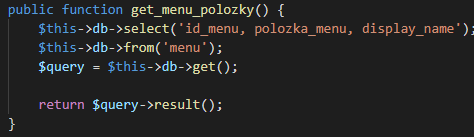 public function get_menu_polozky() {
$this->db->select('id_menu, polozka_menu, display_name');
$this->db->from('menu');
$query = $this->db->get();
return $query->result();
}